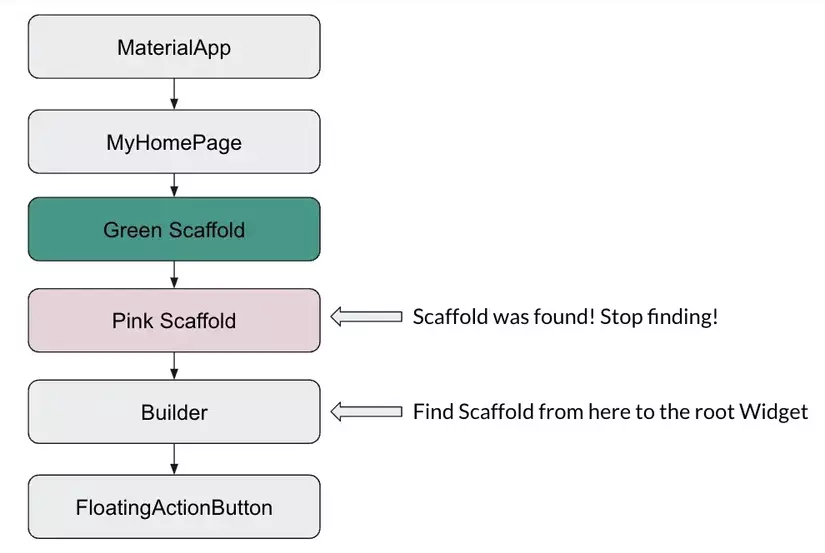 MaterialApp
MyHomePage
Green Scaffold
Pink Scaffold
Scaffold was found! Stop finding!
Builder
Find Scaffold from here to the root Widget
FloatingActionButton